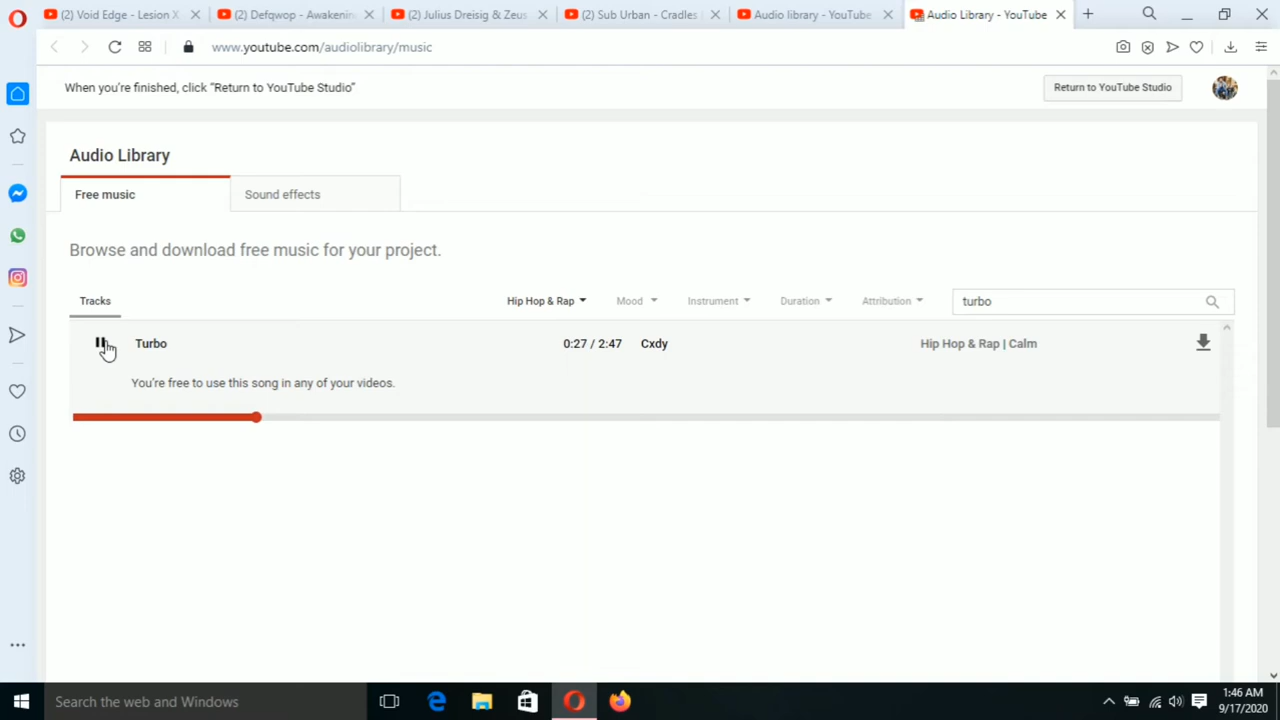 (2) Void Edge - Lesion X
(2) Defqwop - Awakenin
(2) Julius Dreisig & Zeus
(2) Sub Urban - Cradles
Audio library - YouTube
Audio Library - YouTube
www.youtube.com/audiolibrary/music
When you're finished, click "Return to YouTube Studio"
Return to YouTube Studio
Audio Library
Free music
Sound effects
Browse and download free music for your project.
Tracks
Hip Hop & Rap
Mood
Instrument
Duration
Attribution
turbo
Turbo
0:27 / 2:47
Cxdy
Hip Hop & Rap | Calm
You're free to use this song in any of your videos.
Search the web and Windows
1:46 AM
9/17/2020